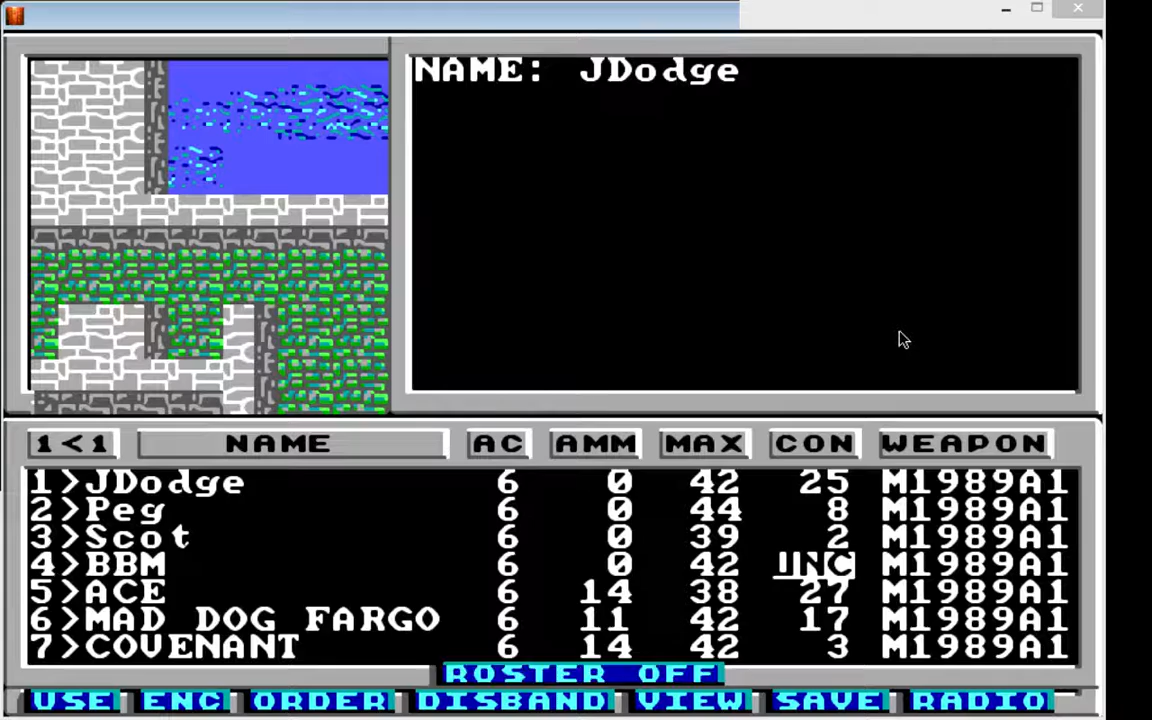 NAME: JDodge
1<1 NAME AC AMM MAX CON WEAPON
1>JDodge 6 0 42 25 M1989A1
2>Peg 6 0 44 8 M1989A1
3>Scot 6 0 39 2 M1989A1
4>BBM 6 0 42 UNC M1989A1
5>ACE 6 14 38 27 M1989A1
6>MAD DOG FARGO 6 11 42 17 M1989A1
7>COVENANT 6 14 42 3 M1989A1
ROSTER OFF
USE ENC ORDER DISBAND VIEW SAVE RADIO